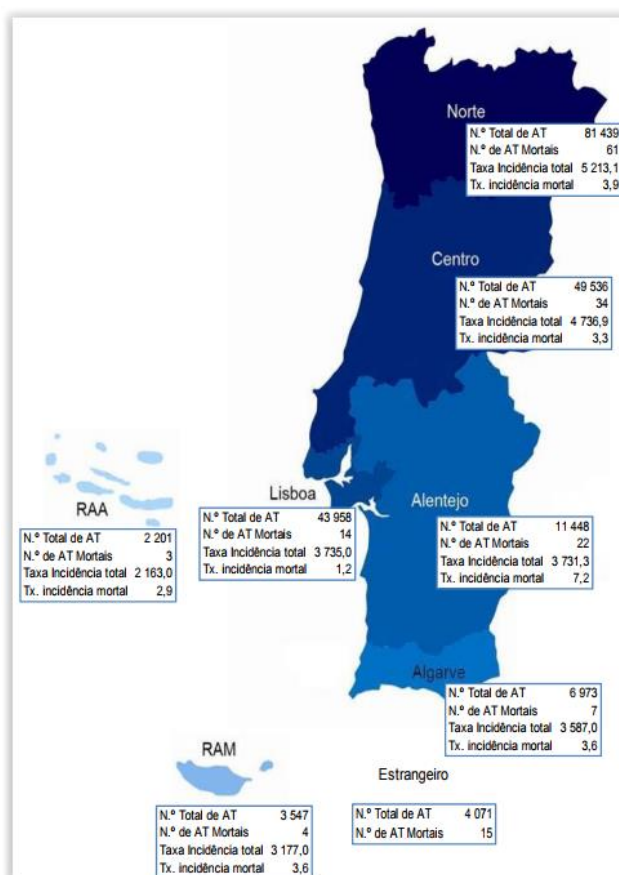 Norte
N.º Total de AT 81 439
N.º de AT Mortais 61
Taxa Incidência total 5 213,1
Tx. incidência mortal 3,9
Centro
N.º Total de AT 49 536
N.º de AT Mortais 34
Taxa Incidência total 4 736,9
Tx. incidência mortal 3,3
RAA
N.º Total de AT 2 201
N.º de AT Mortais 3
Taxa Incidência total 2 163,0
Tx. incidência mortal 2,9
Lisboa
N.º Total de AT 43 958
N.º de AT Mortais 14
Taxa Incidência total 3 735,0
Tx. incidência mortal 1,2
Alentejo
N.º Total de AT 11 448
N.º de AT Mortais 22
Taxa Incidência total 3 731,3
Tx. incidência mortal 7,2
Algarve
N.º Total de AT 6 973
N.º de AT Mortais 7
Taxa Incidência total 3 587,0
Tx. incidência mortal 3,6
RAM
N.º Total de AT 3 547
N.º de AT Mortais 4
Taxa Incidência total 3 177,0
Tx. incidência mortal 3,6
Estrangeiro
N.º Total de AT 4 071
N.º de AT Mortais 15